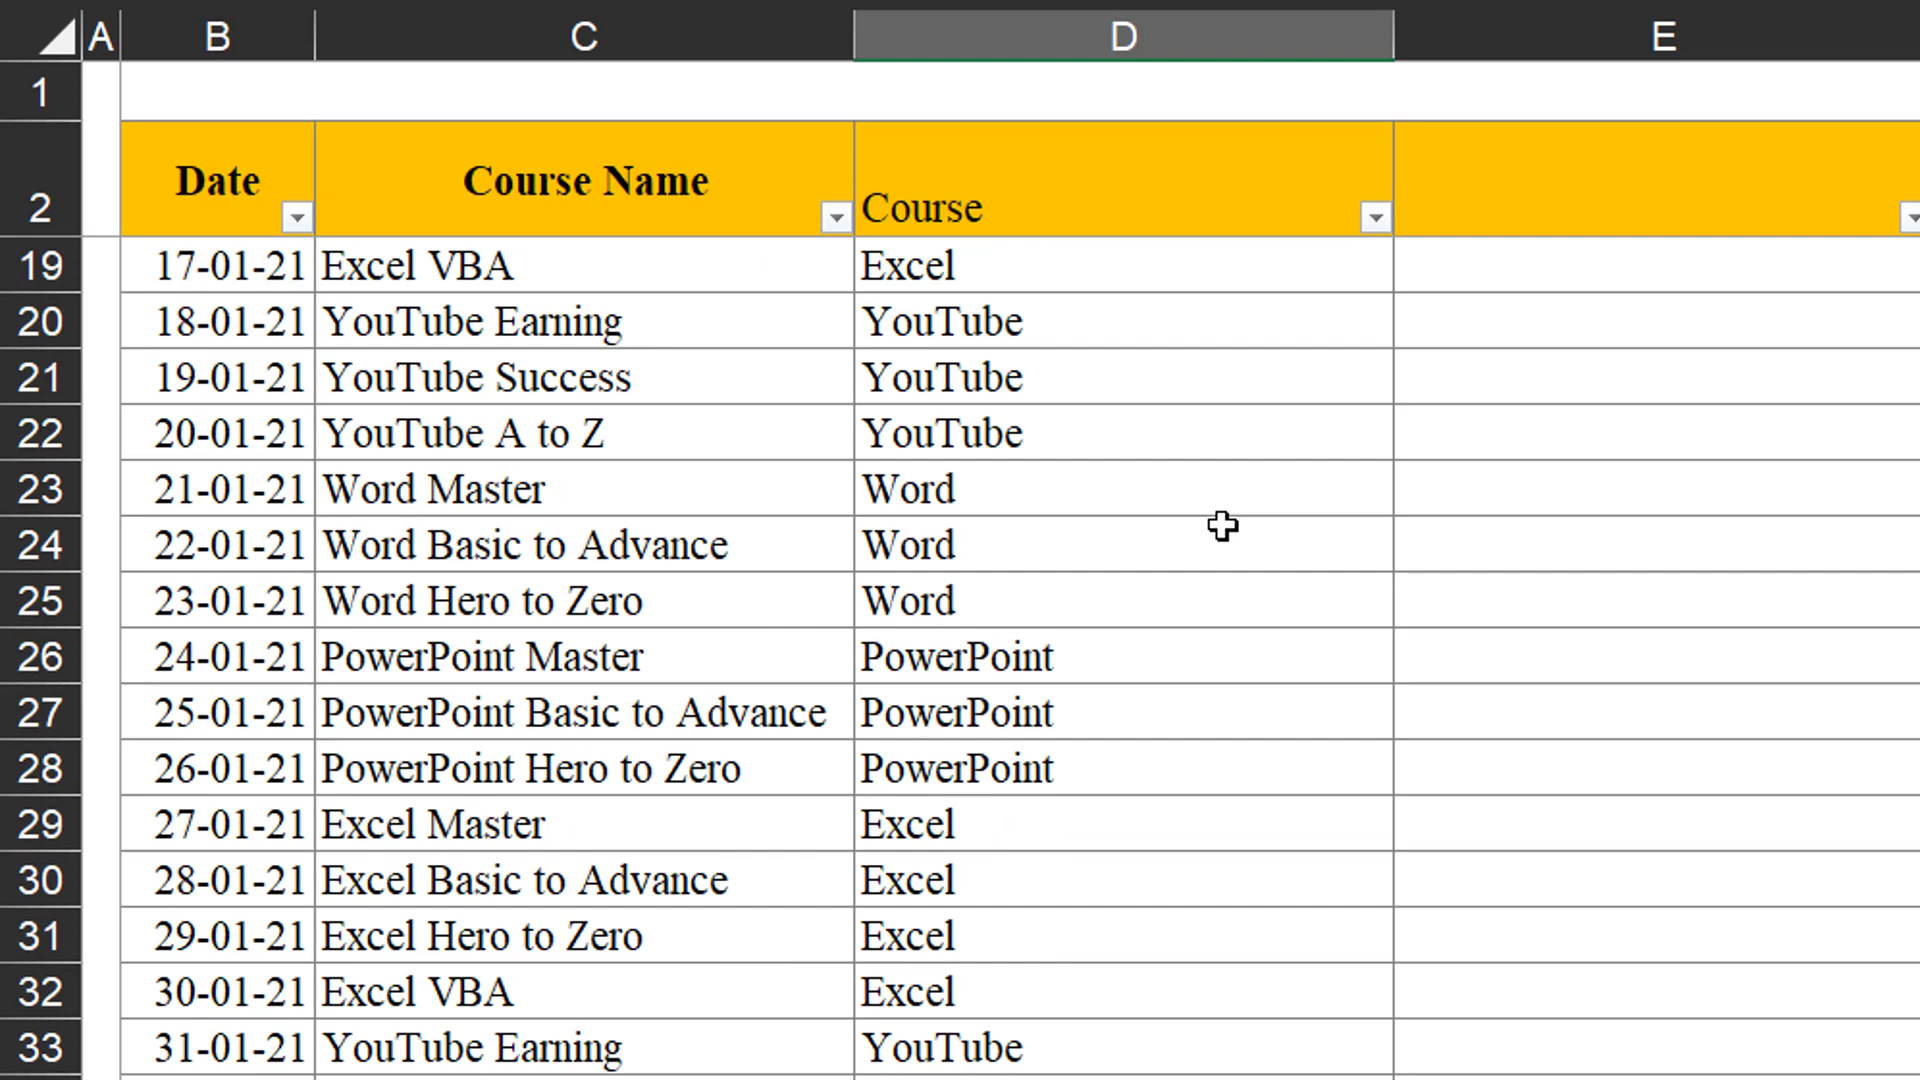 A B C D E
1
2 Date Course Name Course
19 17-01-21 Excel VBA Excel
20 18-01-21 YouTube Earning YouTube
21 19-01-21 YouTube Success YouTube
22 20-01-21 YouTube A to Z YouTube
23 21-01-21 Word Master Word
24 22-01-21 Word Basic to Advance Word
25 23-01-21 Word Hero to Zero Word
26 24-01-21 PowerPoint Master PowerPoint
27 25-01-21 PowerPoint Basic to Advance PowerPoint
28 26-01-21 PowerPoint Hero to Zero PowerPoint
29 27-01-21 Excel Master Excel
30 28-01-21 Excel Basic to Advance Excel
31 29-01-21 Excel Hero to Zero Excel
32 30-01-21 Excel VBA Excel
33 31-01-21 YouTube Earning YouTube